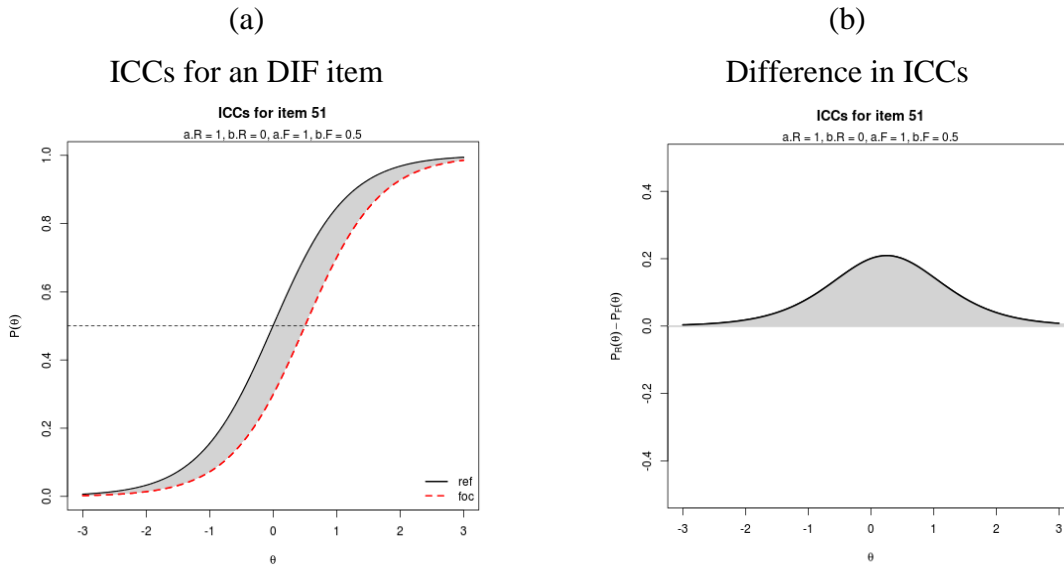 (a)
ICCs for an DIF item
ICCs for item 51
a.R = 1, b.R = 0, a.F = 1, b.F = 0.5
P(θ)
1.0
0.8
0.6
0.4
0.2
0.0
ref
foc
-3 -2 -1 0 1 2 3
θ
(b)
Difference in ICCs
ICCs for item 51
a.R = 1, b.R = 0, a.F = 1, b.F = 0.5
P_R(θ) − P_F(θ)
0.4
0.2
0.0
-0.2
-0.4
-3 -2 -1 0 1 2 3
θ